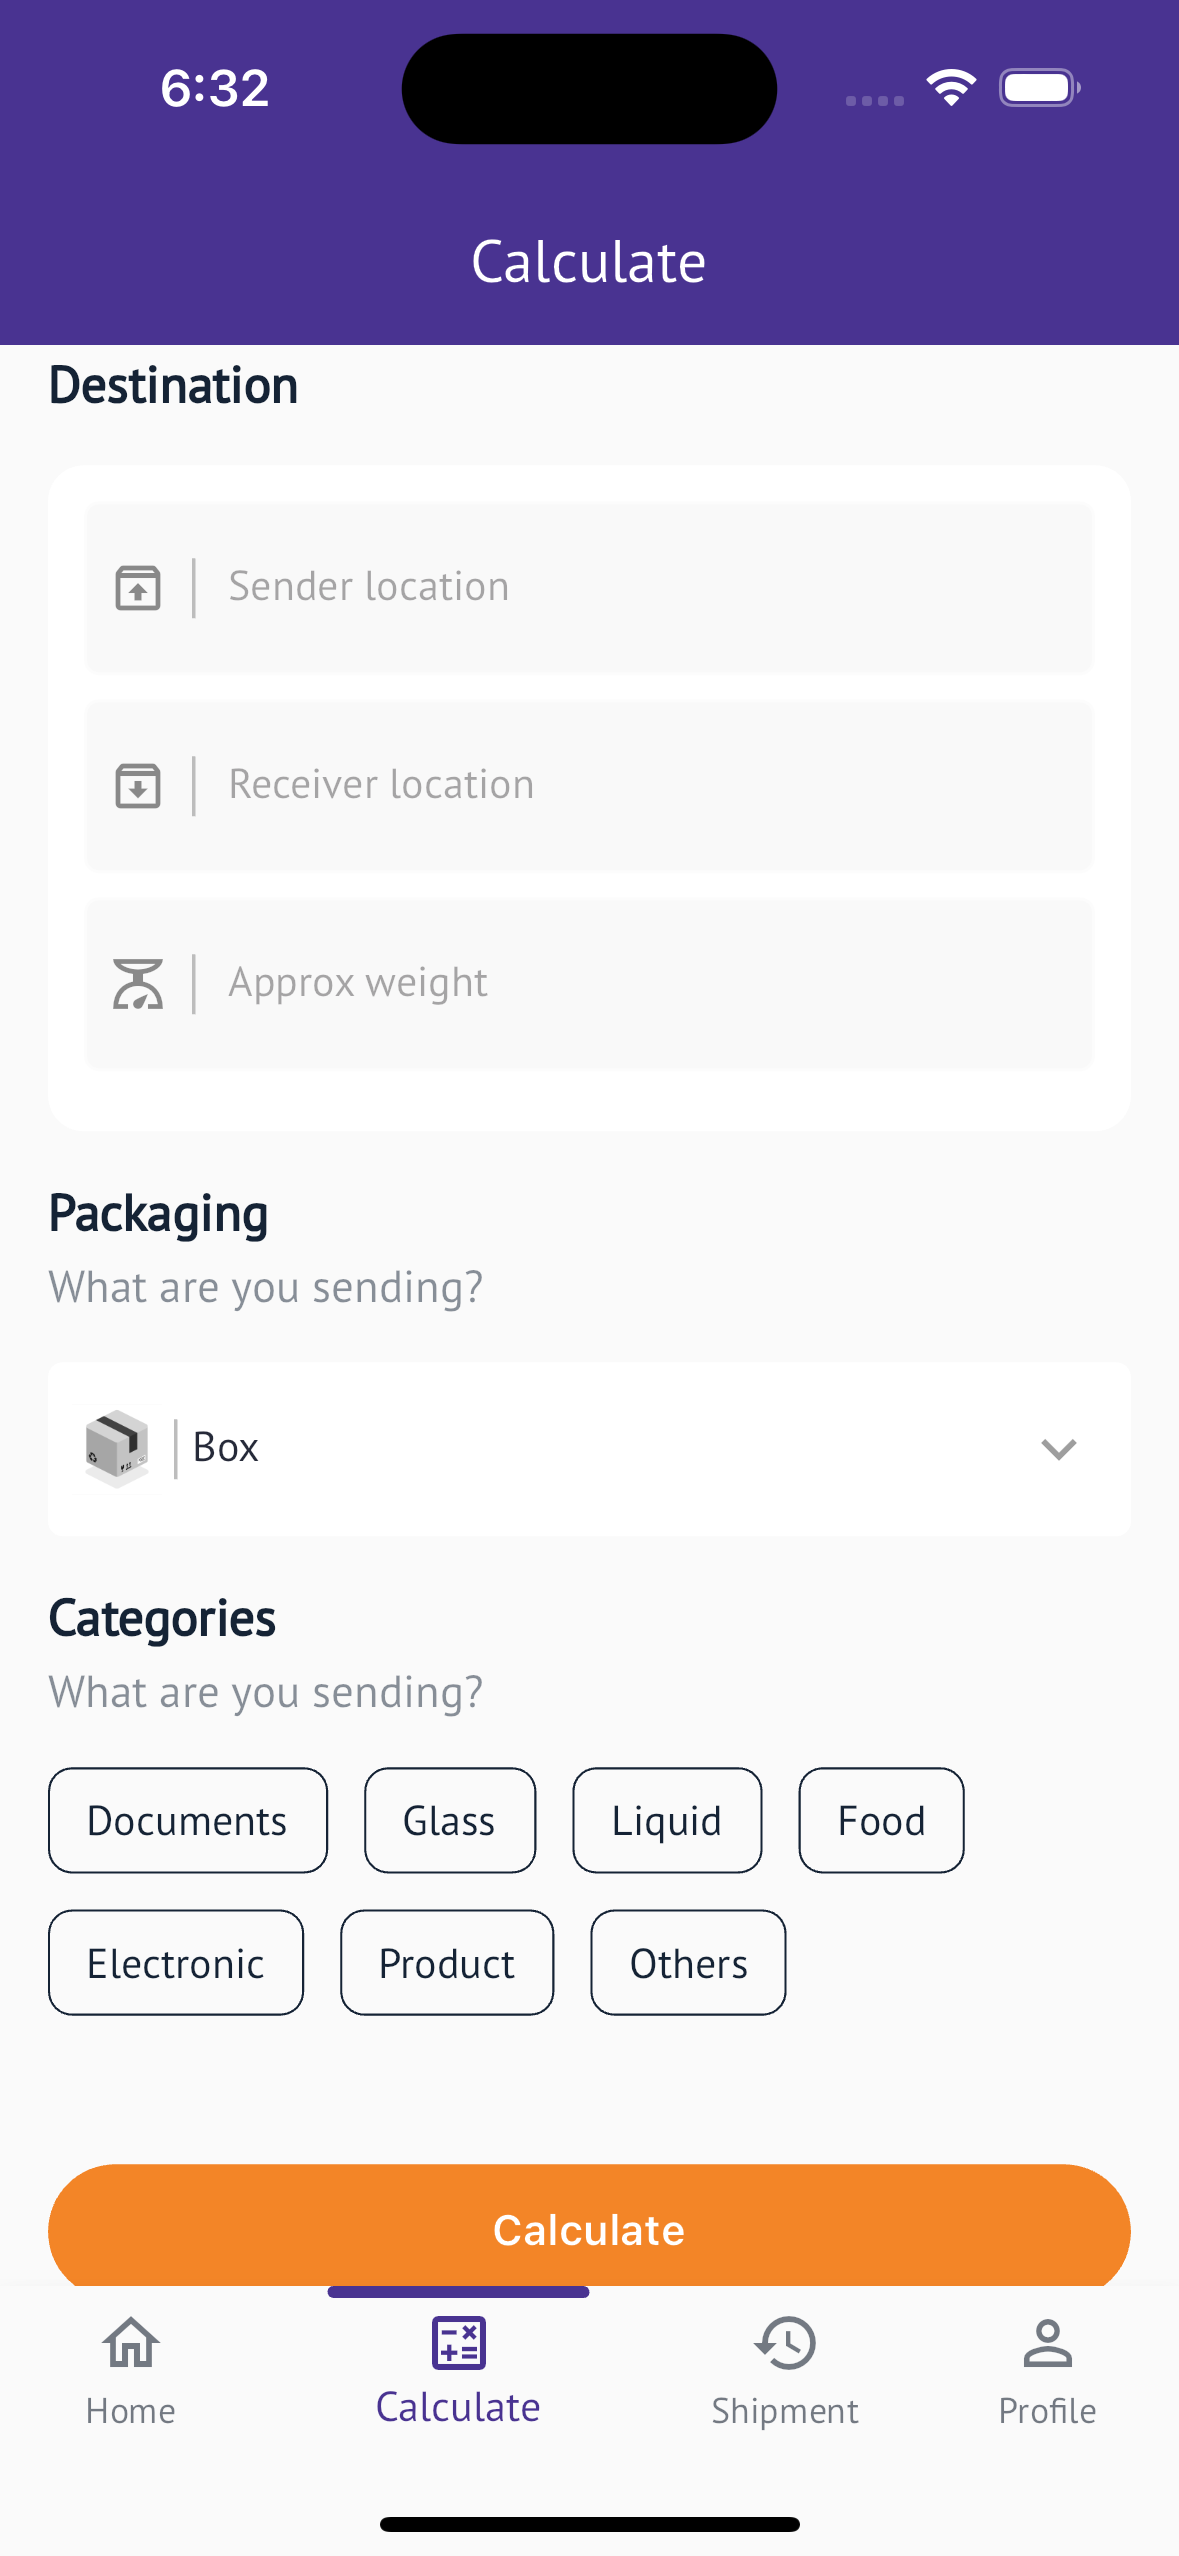 6:32
Calculate
Destination
Sender location
Receiver location
Approx weight
Packaging
What are you sending?
Box
Categories
What are you sending?
Documents Glass Liquid Food
Electronic Product Others
Calculate
Home Calculate Shipment Profile